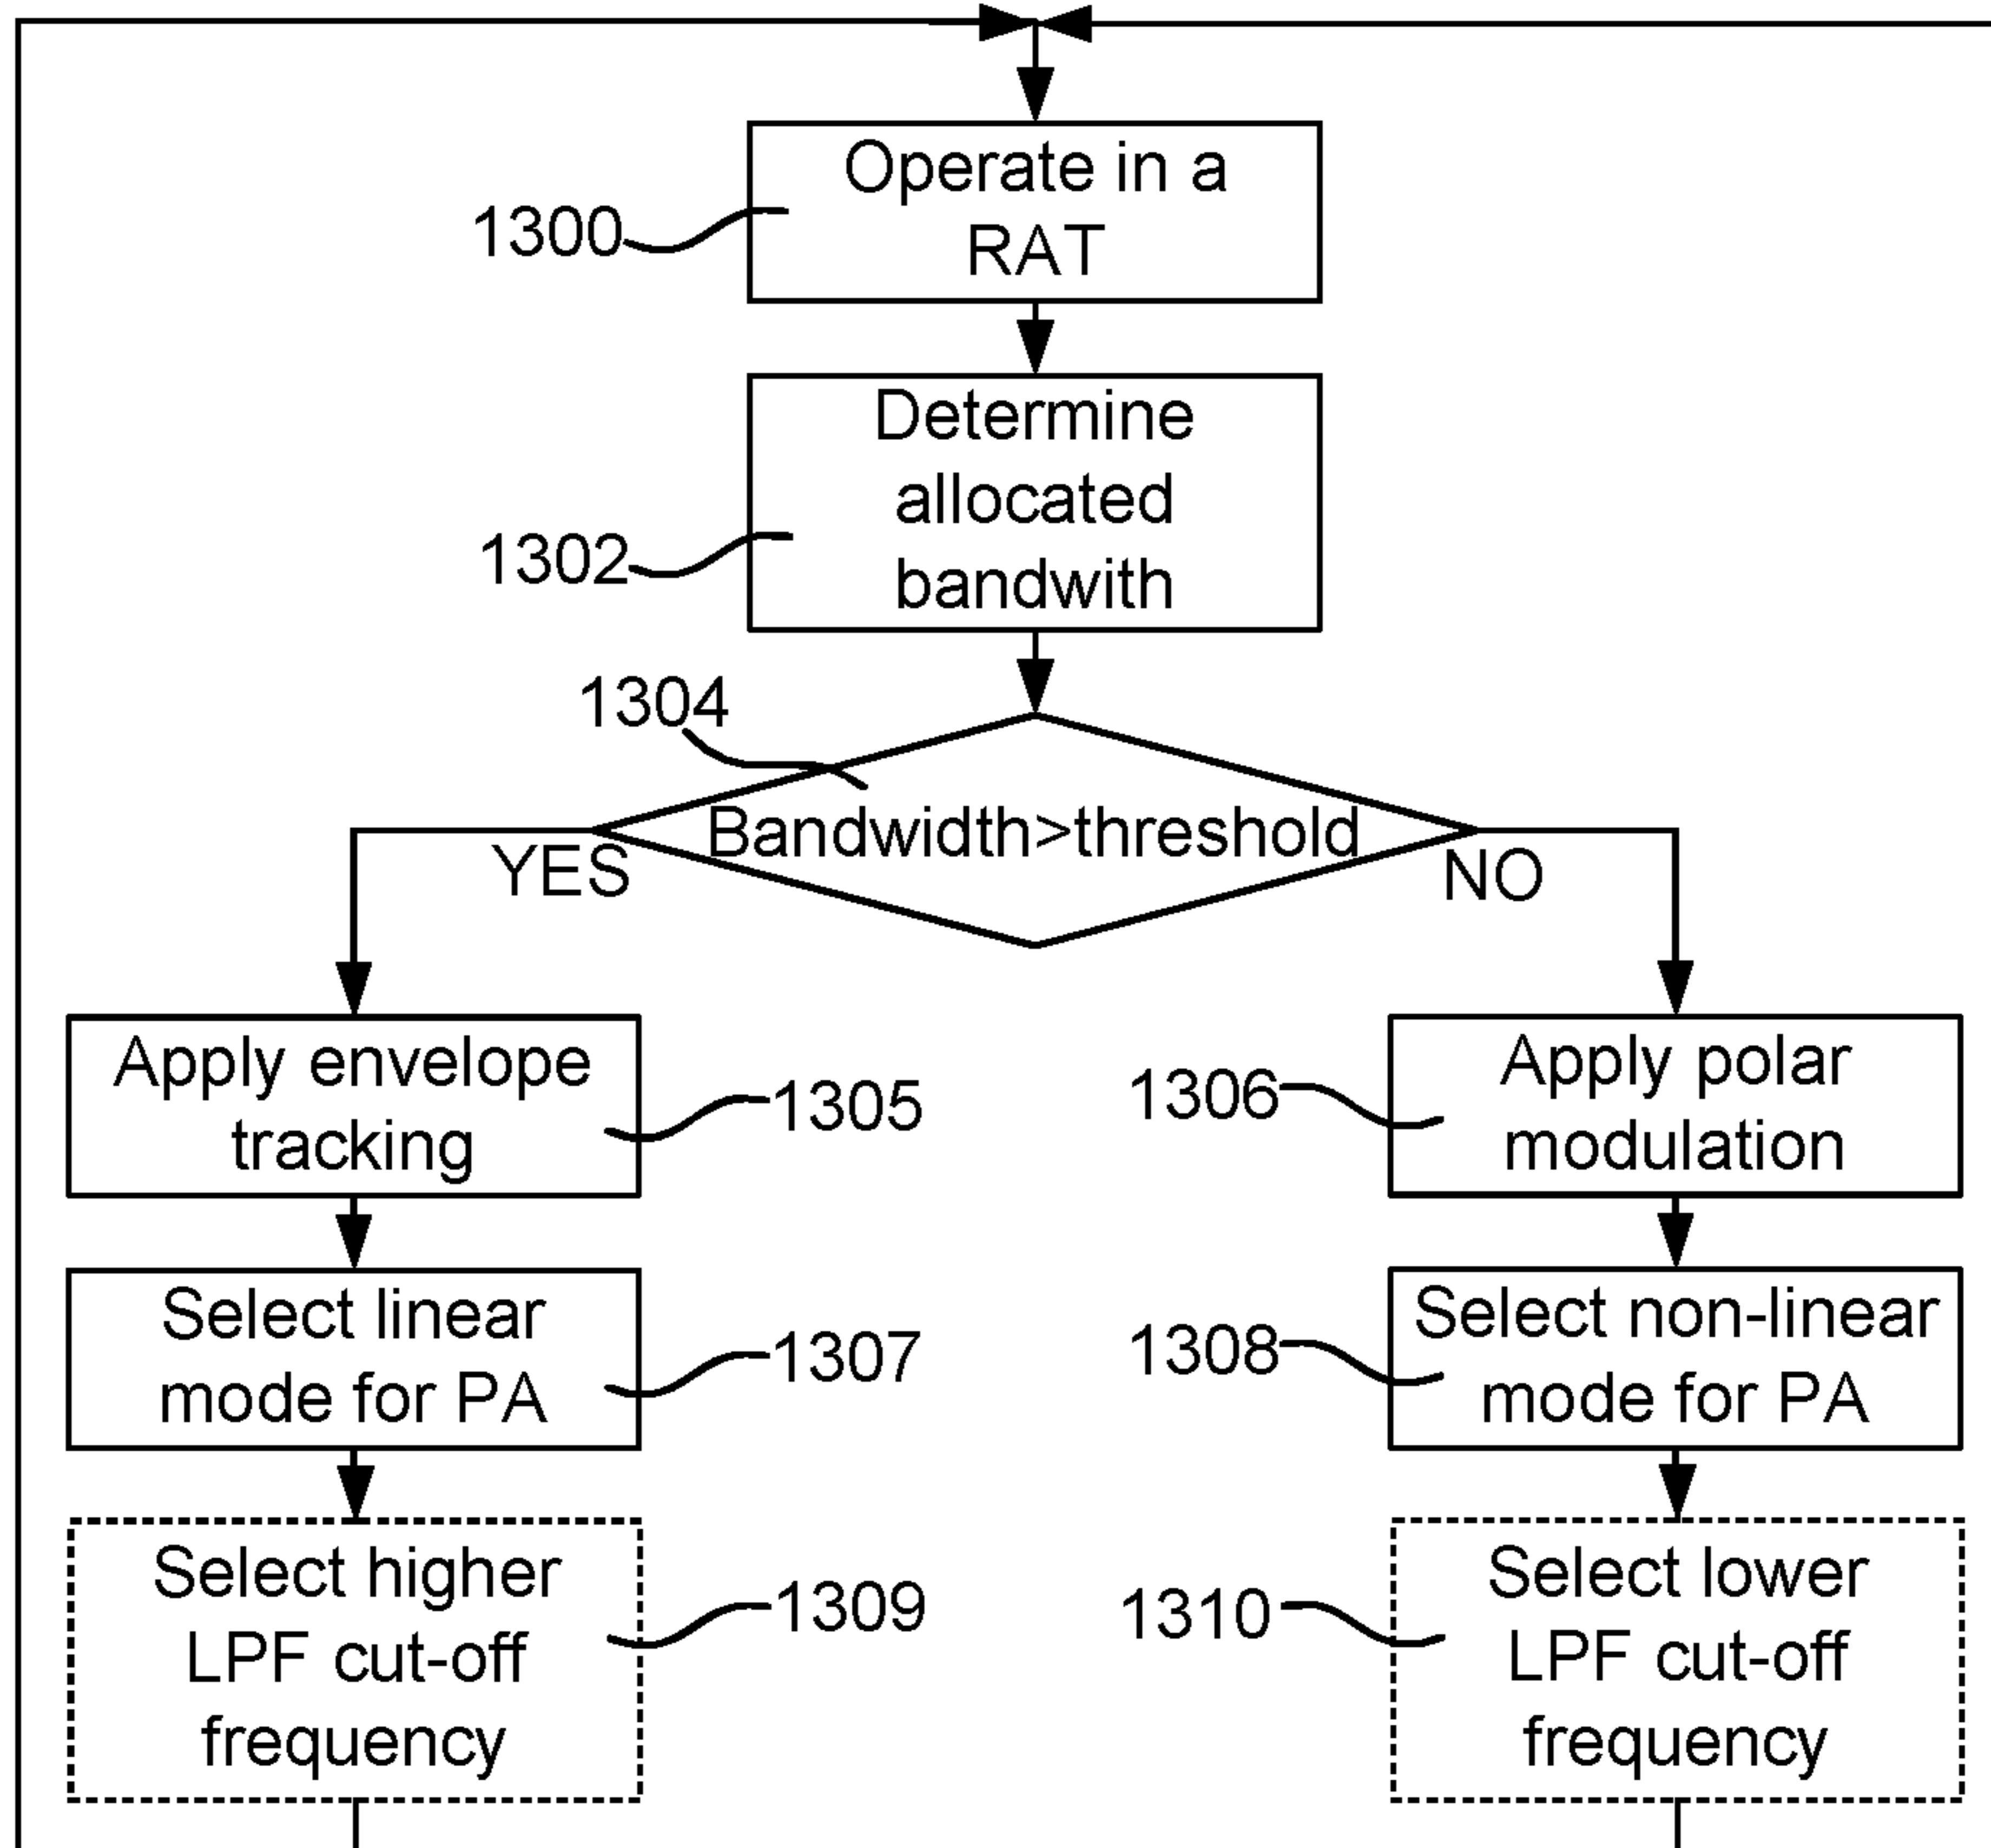 Operate in a
RAT
1300
Determine
allocated
bandwith
1302
1304
Bandwidth>threshold
YES
NO
Apply envelope
tracking
1305
1306
Apply polar
modulation
Select linear
mode for PA
1307
1308
Select non-linear
mode for PA
Select higher
LPF cut-off
frequency
1309
1310
Select lower
LPF cut-off
frequency